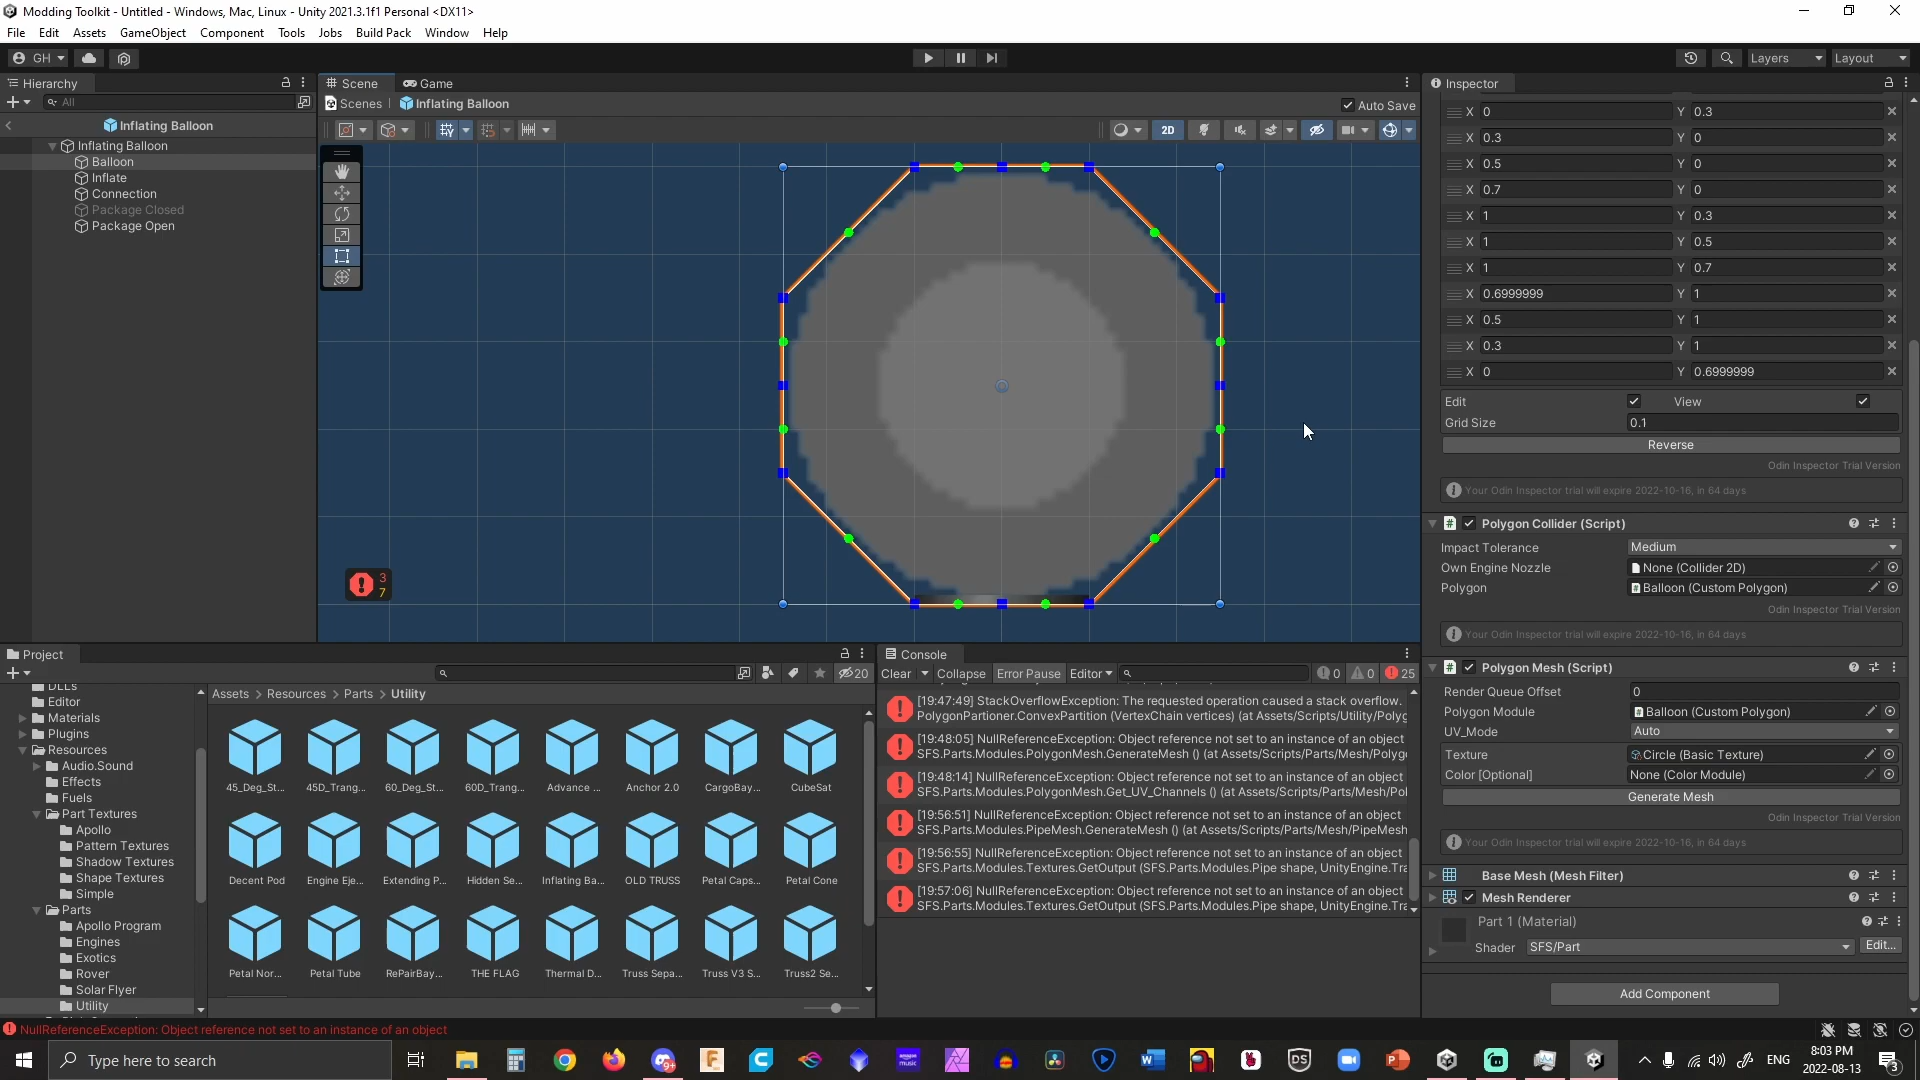 Modding Toolkit - Untitled - Windows, Mac, Linux - Unity 2021.3.1f1 Personal <DX11>
File Edit Assets GameObject Component Tools Jobs Build Pack Window Help
GH Layers Layout
Hierarchy
All
Inflating Balloon
Inflating Balloon
Balloon
Inflate
Connection
Package Closed
Package Open
Scene Game
Scenes Inflating Balloon Auto Save
2D
3
7
Inspector
X 0 Y 0.3
X 0.3 Y 0
X 0.5 Y 0
X 0.7 Y 0
X 1 Y 0.3
X 1 Y 0.5
X 1 Y 0.7
X 0.6999999 Y 1
X 0.5 Y 1
X 0.3 Y 1
X 0 Y 0.6999999
Edit View
Grid Size 0.1
Reverse
Odin Inspector Trial Version
Your Odin Inspector trial will expire 2022-10-16, in 64 days
Polygon Collider (Script)
Impact Tolerance Medium
Own Engine Nozzle None (Collider 2D)
Polygon Balloon (Custom Polygon)
Odin Inspector Trial Version
Your Odin Inspector trial will expire 2022-10-16, in 64 days
Polygon Mesh (Script)
Render Queue Offset 0
Polygon Module Balloon (Custom Polygon)
UV_Mode Auto
Texture Circle (Basic Texture)
Color [Optional] None (Color Module)
Generate Mesh
Odin Inspector Trial Version
Your Odin Inspector trial will expire 2022-10-16, in 64 days
Base Mesh (Mesh Filter)
Mesh Renderer
Part 1 (Material)
Shader SFS/Part Edit...
Add Component
Project
20
DLLs
Editor
Materials
Plugins
Resources
Audio.Sound
Effects
Fuels
Part Textures
Apollo
Pattern Textures
Shadow Textures
Shape Textures
Simple
Parts
Apollo Program
Engines
Exotics
Rover
Solar Flyer
Utility
Assets > Resources > Parts > Utility
45_Deg_St... 45D_Trang... 60_Deg_St... 60D_Trang... Advance ... Anchor 2.0 CargoBay... CubeSat
Decent Pod Engine Eje... Extending P... Hidden Se... Inflating Ba... OLD TRUSS Petal Caps... Petal Cone
Petal Nor... Petal Tube RePairBay... THE FLAG Thermal D... Truss Sepa... Truss V3 S... Truss2 Se...
Console
Clear Collapse Error Pause Editor 0 0 25
[19:47:49] StackOverflowException: The requested operation caused a stack overflow.
PolygonPartioner.ConvexPartition (VertexChain vertices) (at Assets/Scripts/Utility/Polyg
[19:48:05] NullReferenceException: Object reference not set to an instance of an object
SFS.Parts.Modules.PolygonMesh.GenerateMesh () (at Assets/Scripts/Parts/Mesh/Polyg
[19:48:14] NullReferenceException: Object reference not set to an instance of an object
SFS.Parts.Modules.PolygonMesh.Get_UV_Channels () (at Assets/Scripts/Parts/Mesh/Pol
[19:56:51] NullReferenceException: Object reference not set to an instance of an object
SFS.Parts.Modules.PipeMesh.GenerateMesh () (at Assets/Scripts/Parts/Mesh/PipeMesh
[19:56:55] NullReferenceException: Object reference not set to an instance of an object
SFS.Parts.Modules.Textures.GetOutput (SFS.Parts.Modules.Pipe shape, UnityEngine.Tra
[19:57:06] NullReferenceException: Object reference not set to an instance of an object
SFS.Parts.Modules.Textures.GetOutput (SFS.Parts.Modules.Pipe shape, UnityEngine.Tra
NullReferenceException: Object reference not set to an instance of an object
Type here to search
9+
F
C
amazon music
W
DS
P
ENG
8:03 PM
2022-08-13
3